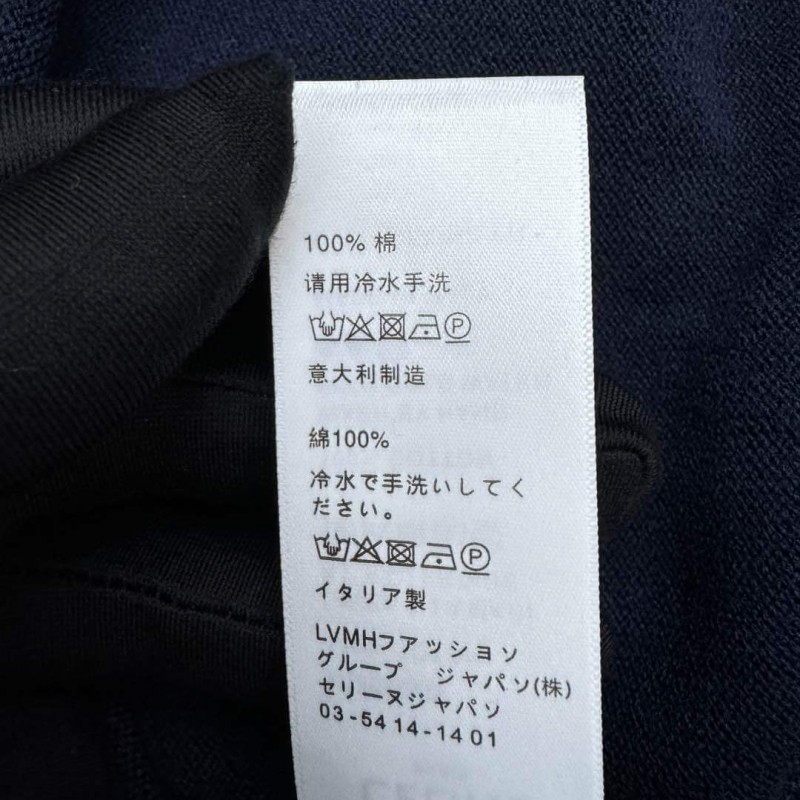 100% 棉
请用冷水手洗
P
意大利制造
綿100%
冷水で手洗いしてく
ださい。
P
イタリア製
LVMHファッション
グループ ジャパン(株)
セリーヌジャパン
03-5414-1401